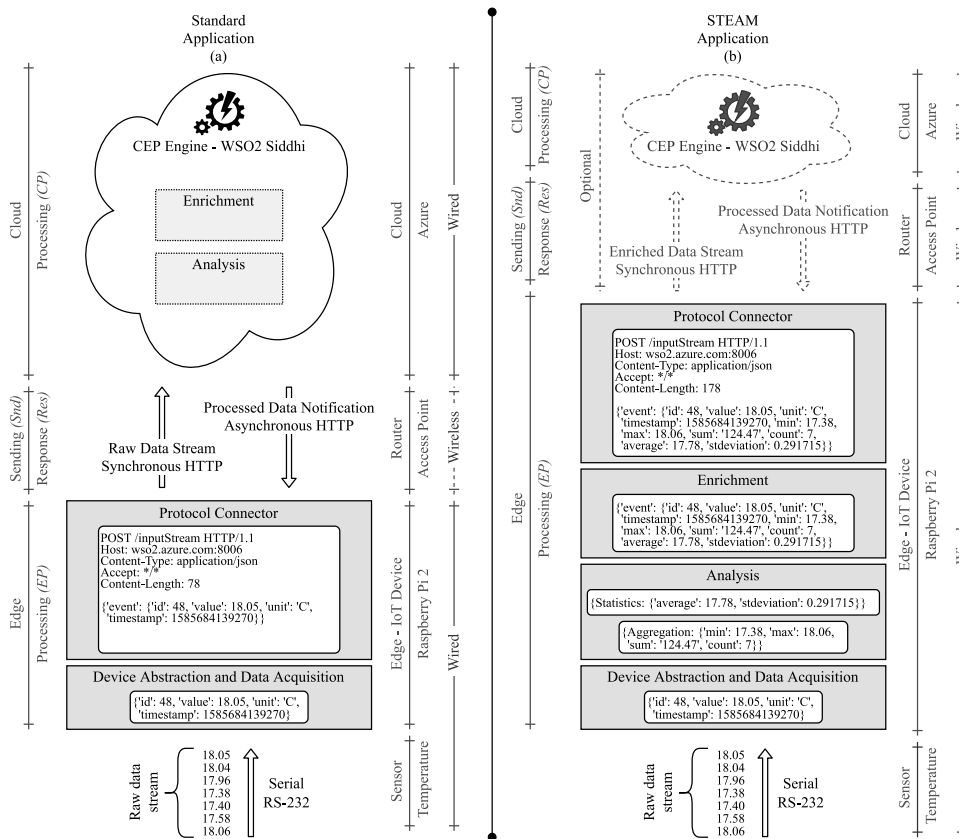 Standard
Application
(a)
Cloud
Processing (CP)
CEP Engine - WSO2 Siddhi
Enrichment
Analysis
Cloud
Azure
Wired
Sending (Snd)
Response (Res)
Raw Data Stream
Synchronous HTTP
Processed Data Notification
Asynchronous HTTP
Router
Access Point
Wireless
Edge
Processing (EP)
Protocol Connector
POST /inputStream HTTP/1.1
Host: wso2.azure.com:8006
Content-Type: application/json
Accept: */*
Content-Length: 78
{'event': {'id': 48, 'value': 18.05, 'unit': 'C',
'timestamp': 1585684139270}}
Device Abstraction and Data Acquisition
{'id': 48, 'value': 18.05, 'unit': 'C',
'timestamp': 1585684139270}
Edge - IoT Device
Raspberry Pi 2
Wired
Raw data
stream
18.05
18.04
17.96
17.38
17.40
17.58
18.06
Serial
RS-232
Sensor
Temperature
STEAM
Application
(b)
Cloud
Processing (CP)
Optional
CEP Engine - WSO2 Siddhi
Cloud
Azure
Sending (Snd)
Response (Res)
Enriched Data Stream
Synchronous HTTP
Processed Data Notification
Asynchronous HTTP
Router
Access Point
Edge
Processing (EP)
Protocol Connector
POST /inputStream HTTP/1.1
Host: wso2.azure.com:8006
Content-Type: application/json
Accept: */*
Content-Length: 178
{'event': {'id': 48, 'value': 18.05, 'unit': 'C',
'timestamp': 1585684139270, 'min': 17.38,
'max': 18.06, 'sum': '124.47', 'count': 7,
'average': 17.78, 'stdeviation': 0.291715}}
Enrichment
{'event': {'id': 48, 'value': 18.05, 'unit': 'C',
'timestamp': 1585684139270, 'min': 17.38,
'max': 18.06, 'sum': '124.47', 'count': 7,
'average': 17.78, 'stdeviation': 0.291715}}
Analysis
{Statistics: {'average': 17.78, 'stdeviation': 0.291715}}
{Aggregation: {'min': 17.38, 'max': 18.06,
'sum': '124.47', 'count': 7}}
Device Abstraction and Data Acquisition
{'id': 48, 'value': 18.05, 'unit': 'C',
'timestamp': 1585684139270}
Edge - IoT Device
Raspberry Pi 2
Raw data
stream
18.05
18.04
17.96
17.38
17.40
17.58
18.06
Serial
RS-232
Sensor
Temperature